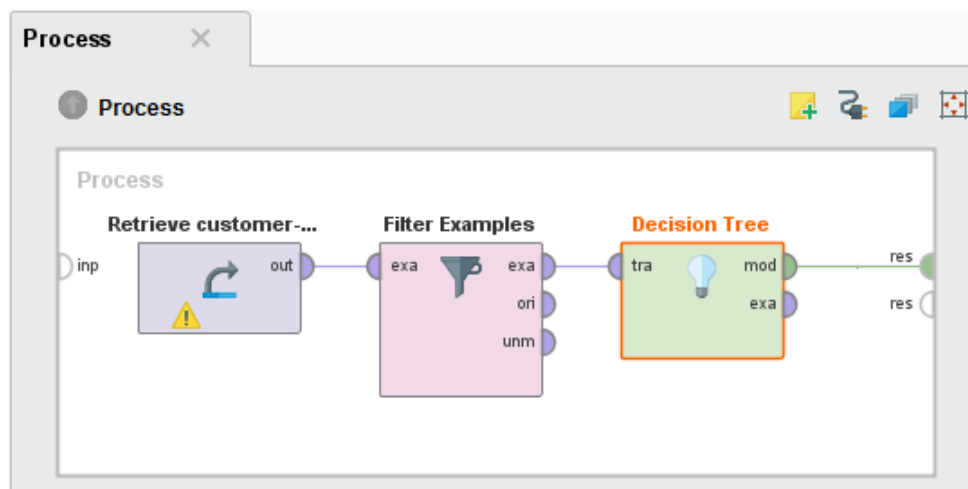 Process
Process
Process
Retrieve customer-... Filter Examples Decision Tree
inp out exa exa tra mod res
ori exa res
unm